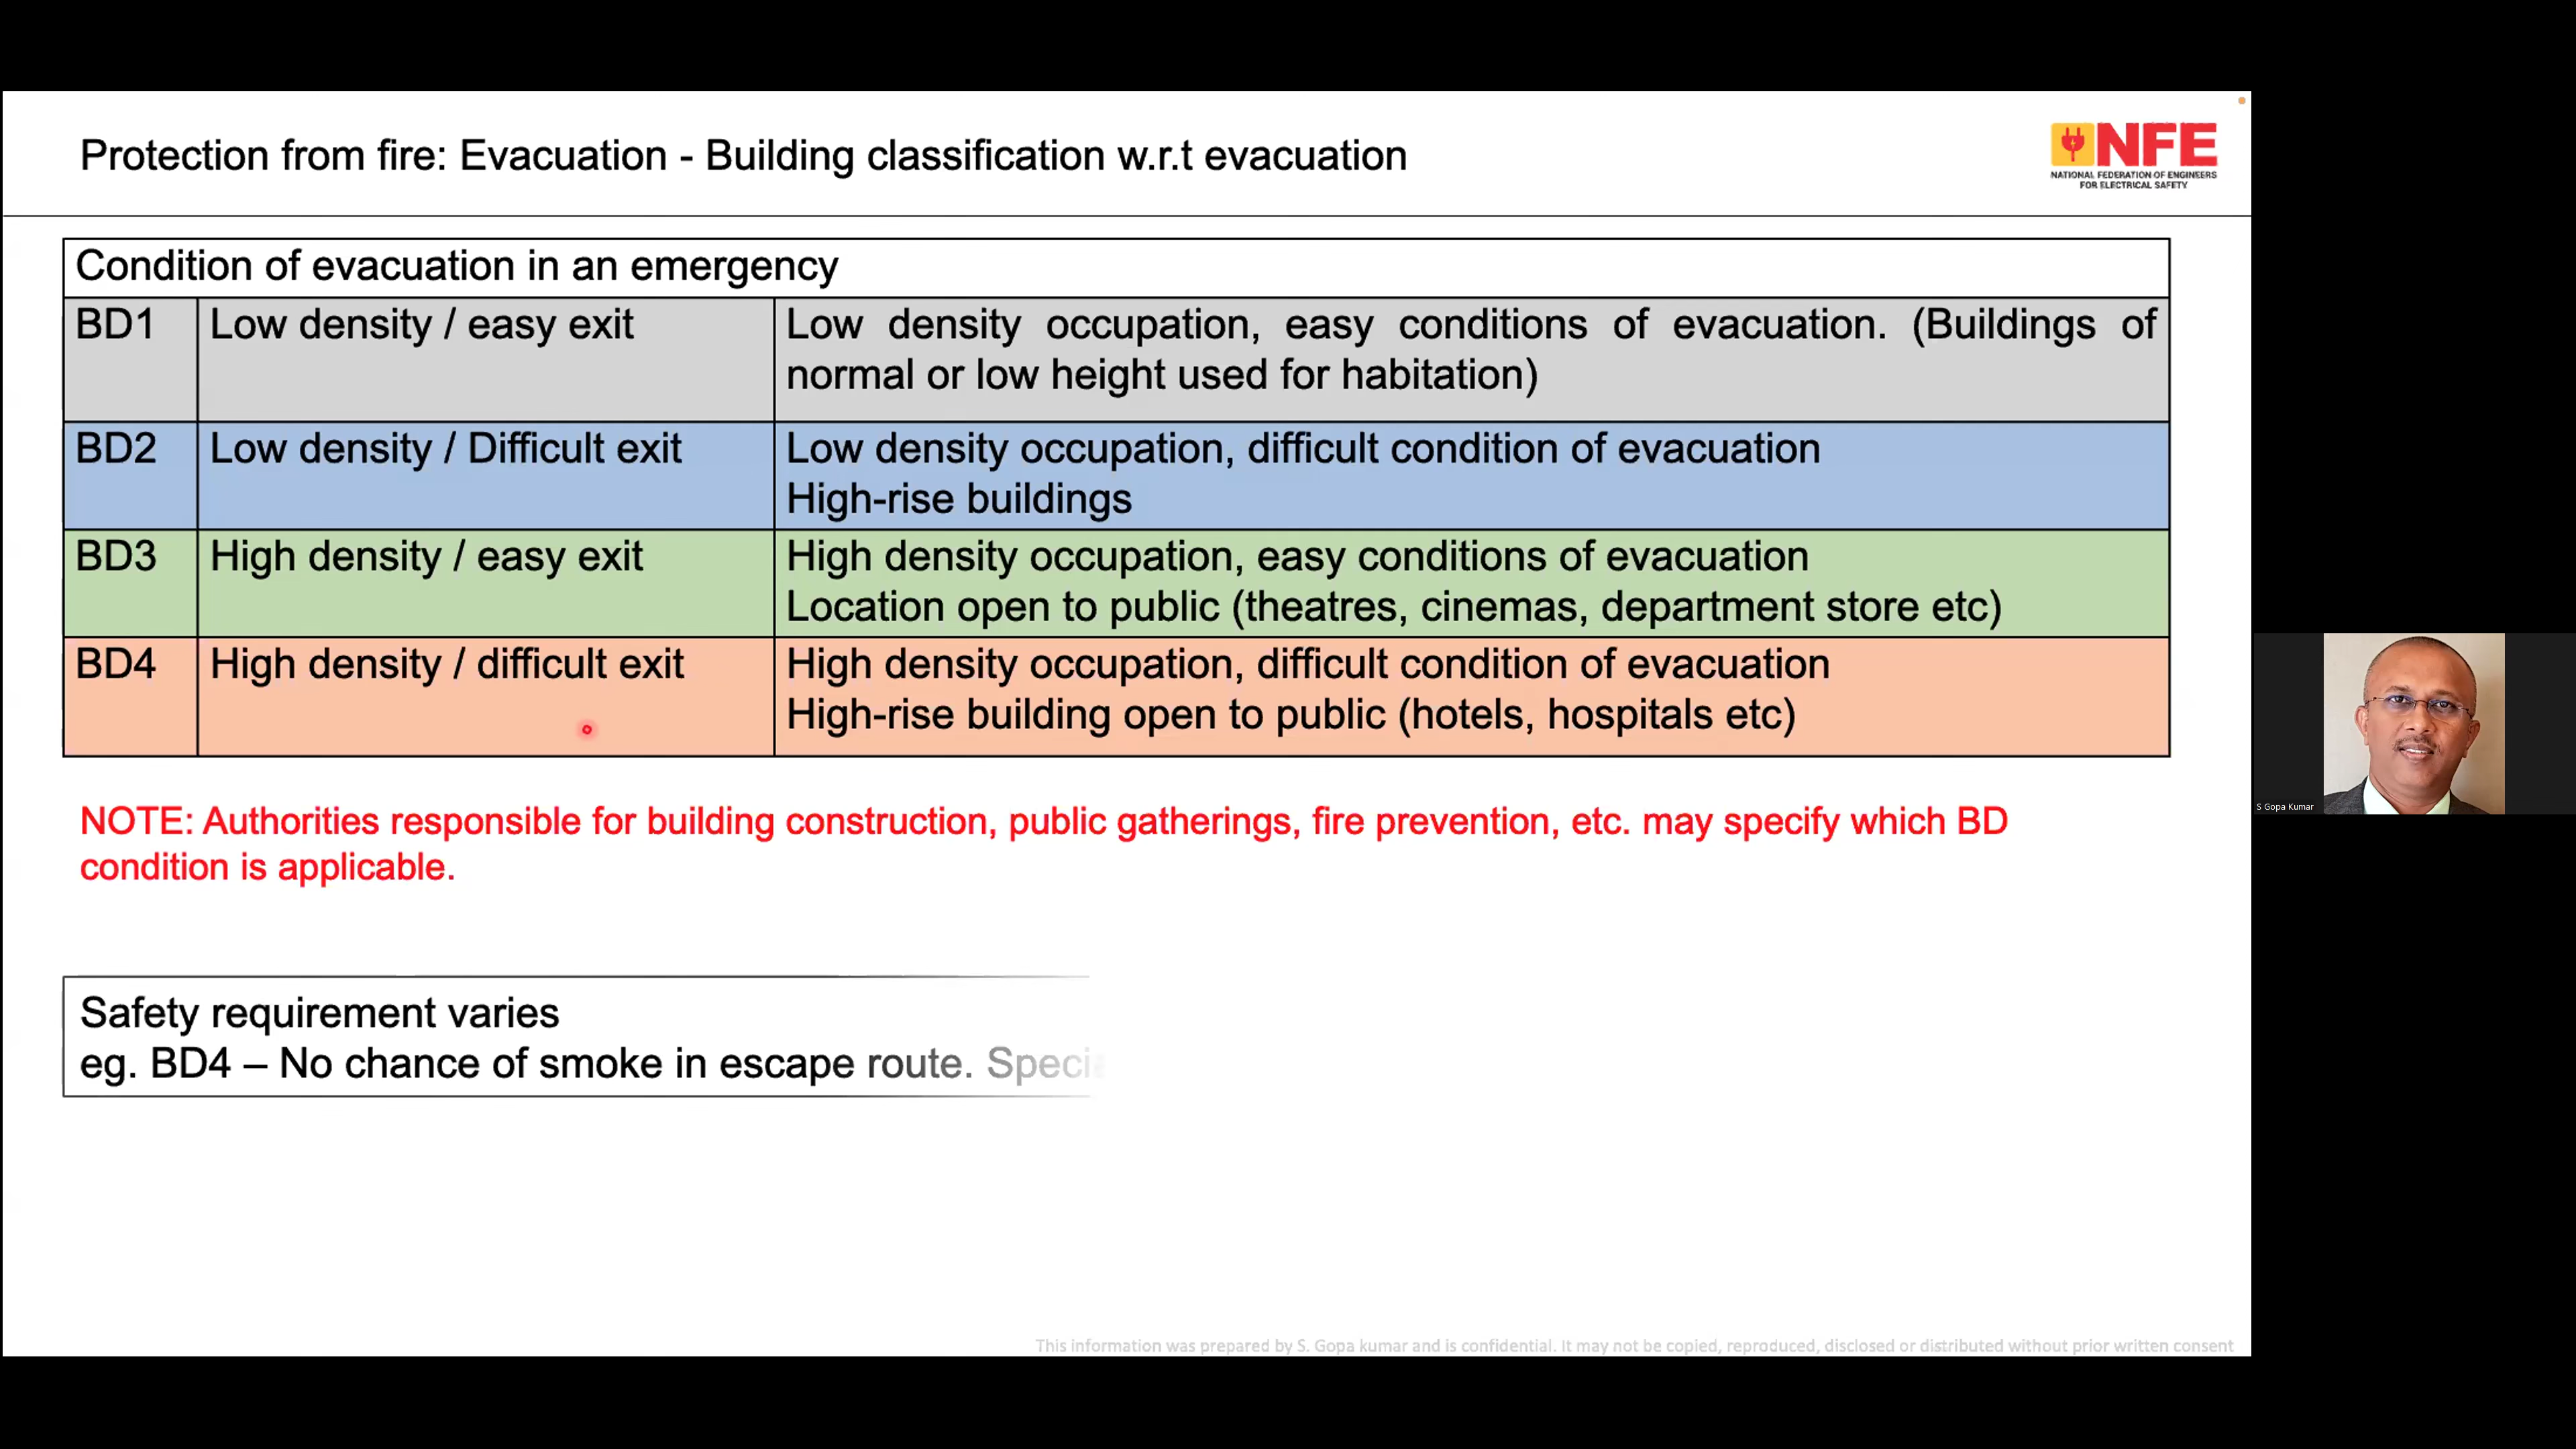 Protection from fire: Evacuation - Building classification w.r.t evacuation
NFE
NATIONAL FEDERATION OF ENGINEERS
FOR ELECTRICAL SAFETY
Condition of evacuation in an emergency
BD1 Low density / easy exit Low density occupation, easy conditions of evacuation. (Buildings of
normal or low height used for habitation)
BD2 Low density / Difficult exit Low density occupation, difficult condition of evacuation
High-rise buildings
BD3 High density / easy exit High density occupation, easy conditions of evacuation
Location open to public (theatres, cinemas, department store etc)
BD4 High density / difficult exit High density occupation, difficult condition of evacuation
High-rise building open to public (hotels, hospitals etc)
NOTE: Authorities responsible for building construction, public gatherings, fire prevention, etc. may specify which BD
condition is applicable.
Safety requirement varies
eg. BD4 – No chance of smoke in escape route.
This information was prepared by S. Gopa kumar and is confidential. It may not be copied, reproduced, disclosed or distributed without prior written consent
S Gopa Kumar